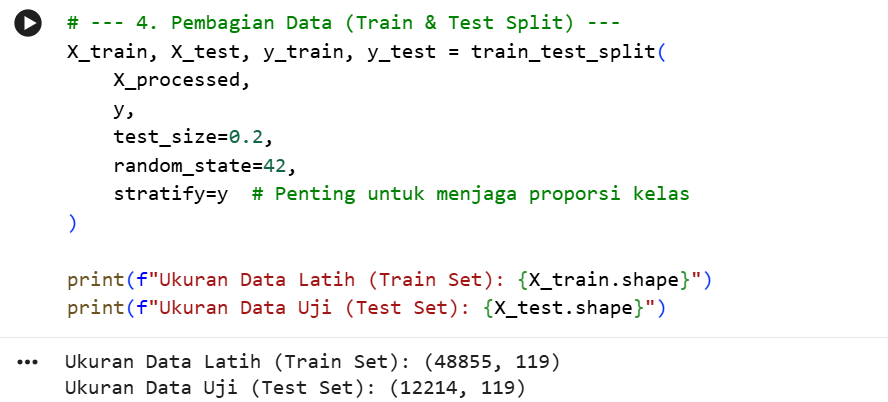 # --- 4. Pembagian Data (Train & Test Split) ---
X_train, X_test, y_train, y_test = train_test_split(
    X_processed,
    y,
    test_size=0.2,
    random_state=42,
    stratify=y  # Penting untuk menjaga proporsi kelas
)
print(f"Ukuran Data Latih (Train Set): {X_train.shape}")
print(f"Ukuran Data Uji (Test Set): {X_test.shape}")
Ukuran Data Latih (Train Set): (48855, 119)
Ukuran Data Uji (Test Set): (12214, 119)